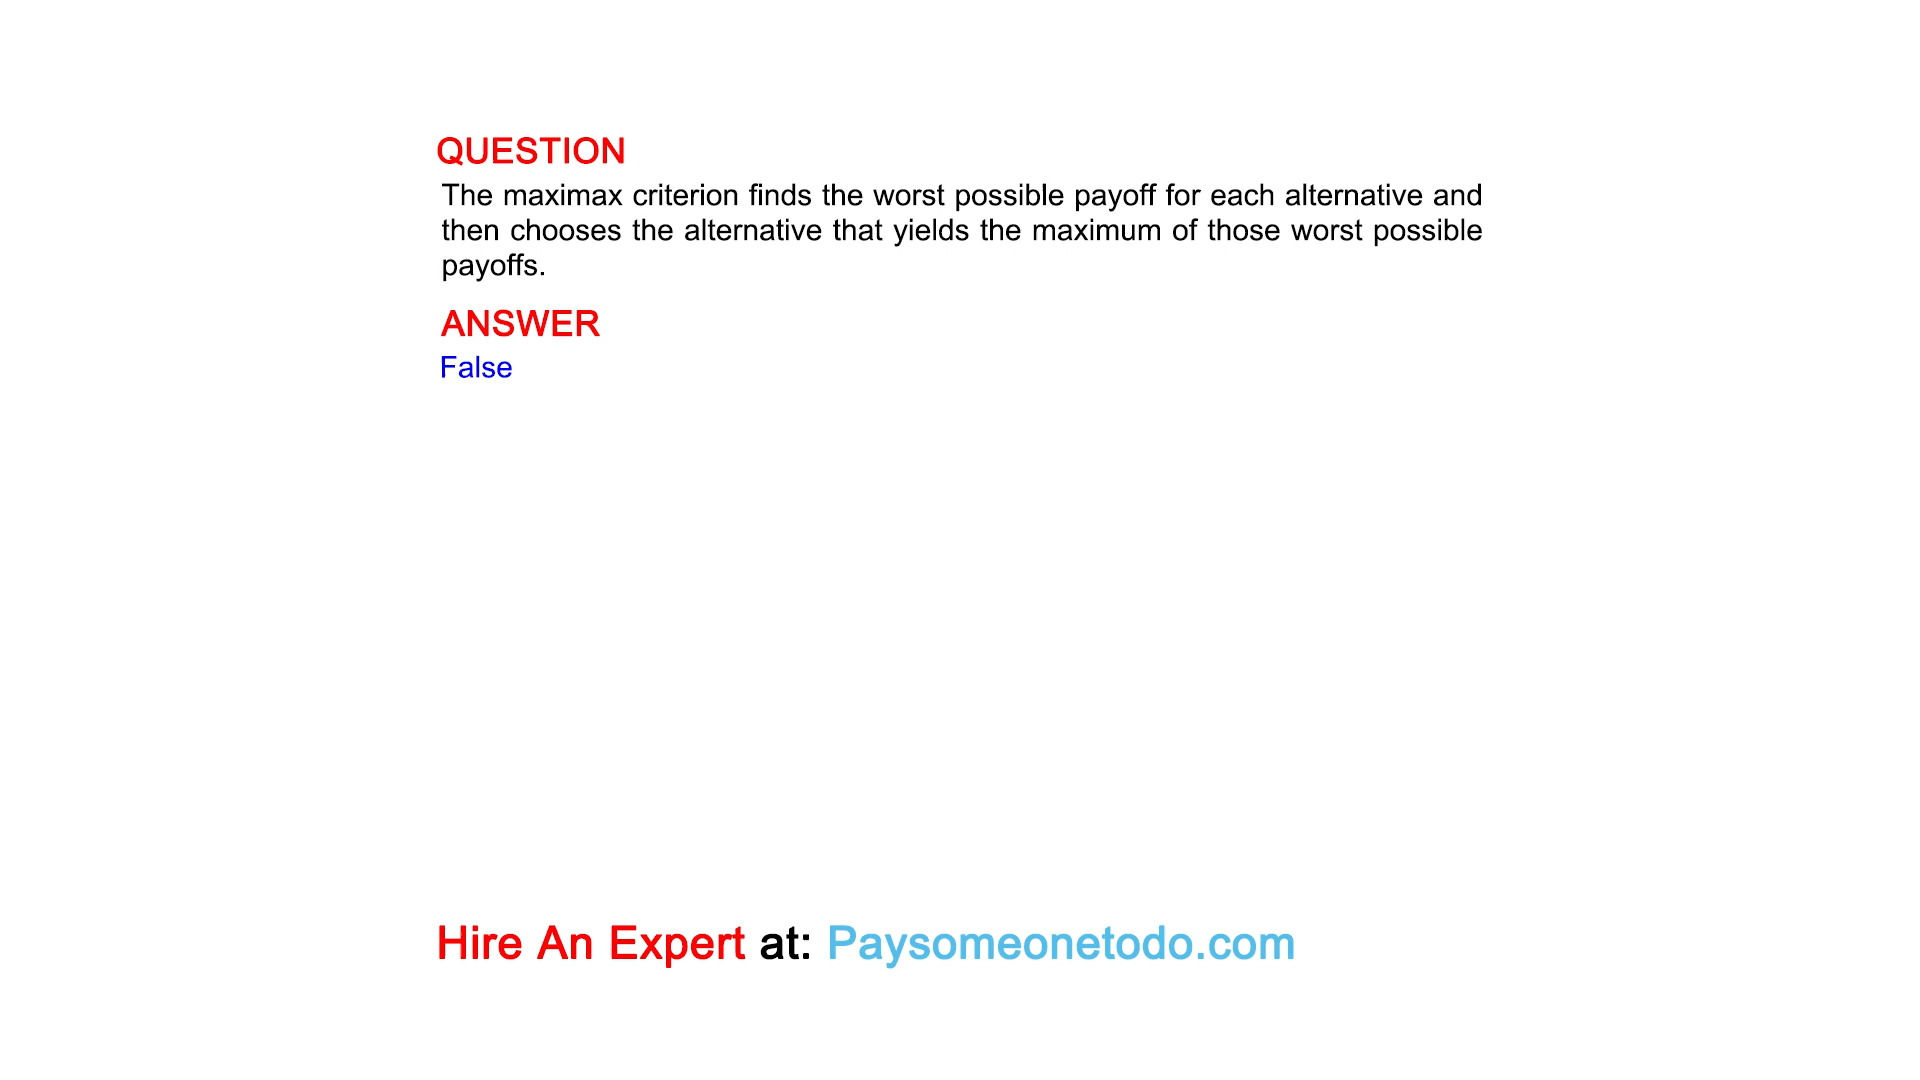 QUESTION
The maximax criterion finds the worst possible payoff for each alternative and
then chooses the alternative that yields the maximum of those worst possible
payoffs.
ANSWER
False
Hire An Expert at: Paysomeonetodo.com